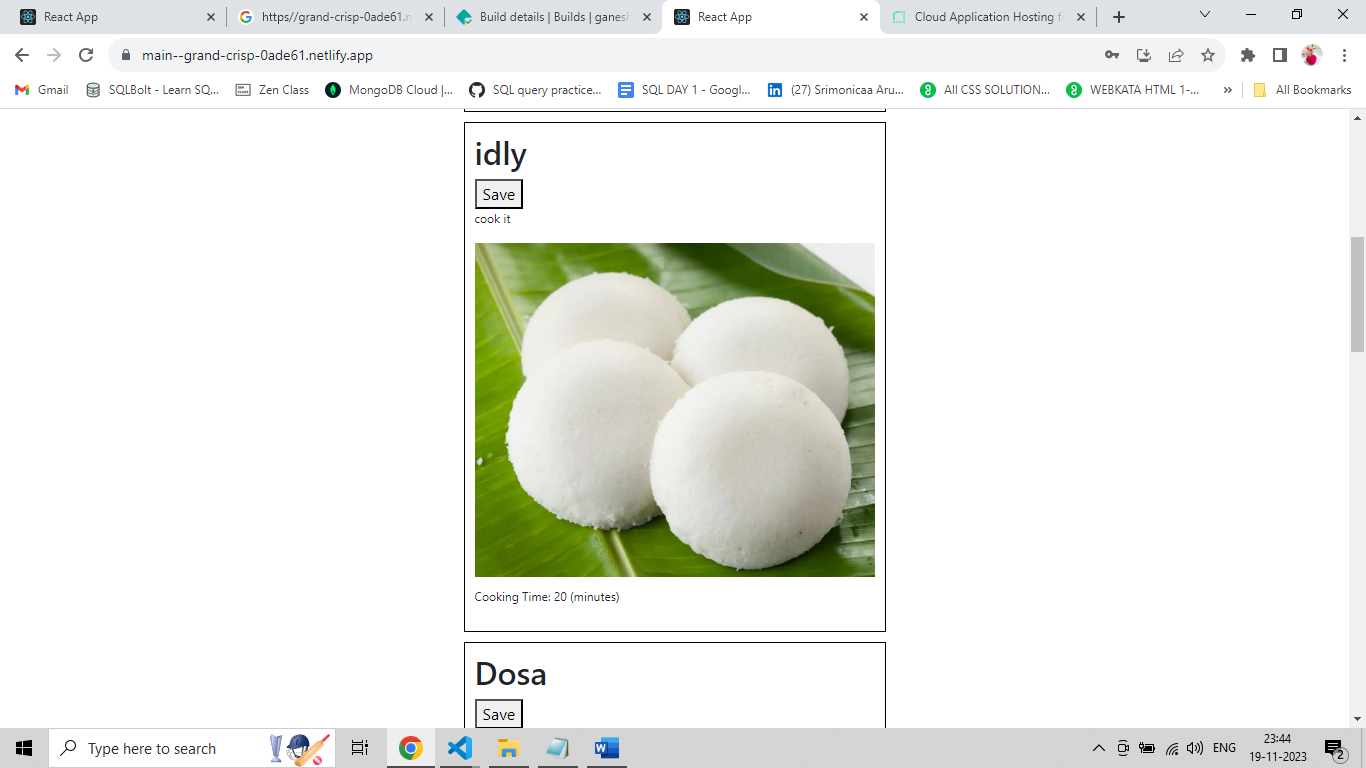 React App
https//grand-crisp-0ade61.n
Build details | Builds | ganesh
React App
Cloud Application Hosting f
main--grand-crisp-0ade61.netlify.app
Gmail
SQLBolt - Learn SQ...
Zen Class
MongoDB Cloud |...
SQL query practice...
SQL DAY 1 - Googl...
(27) Srimonicaa Aru...
All CSS SOLUTION...
WEBKATA HTML 1-...
»
All Bookmarks
idly
Save
cook it
Cooking Time: 20 (minutes)
Dosa
Save
Type here to search
ENG
23:44
19-11-2023
2